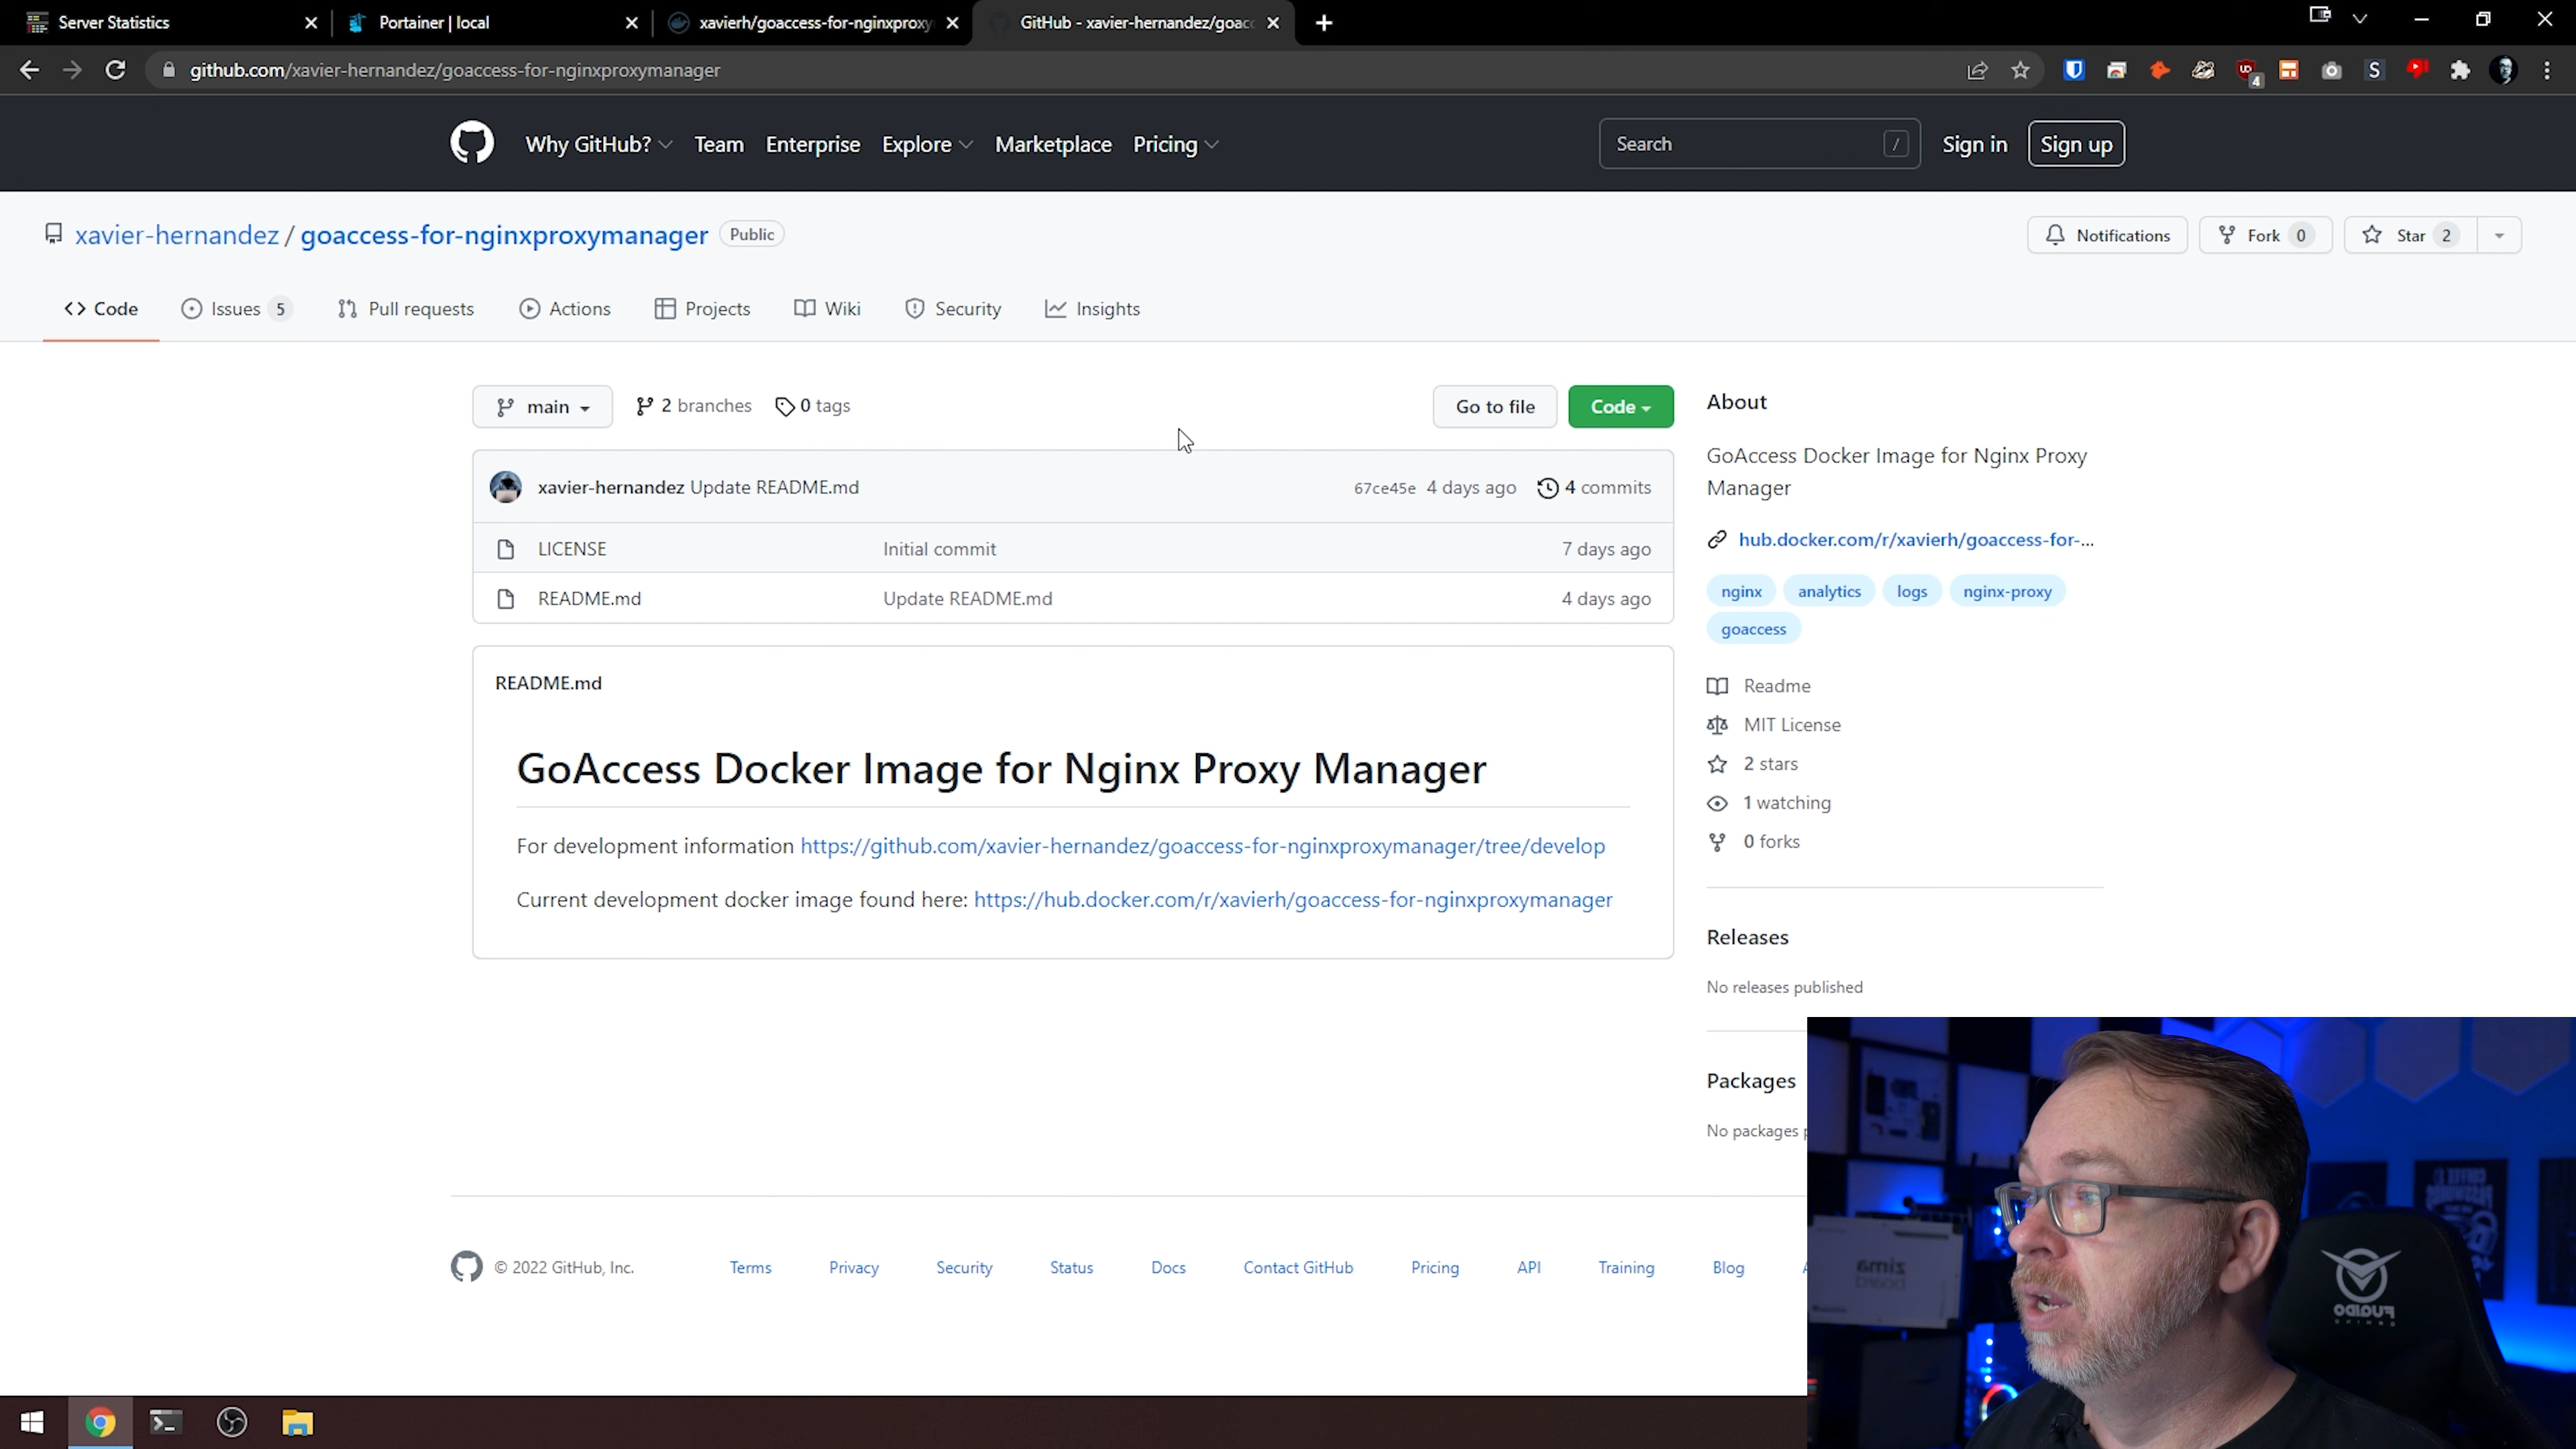 Server Statistics
Portainer | local
xavierh/goaccess-for-nginxproxy
GitHub - xavier-hernandez/goac
github.com/xavier-hernandez/goaccess-for-nginxproxymanager
4
S
Why GitHub?
Team
Enterprise
Explore
Marketplace
Pricing
Search
/
Sign in
Sign up
xavier-hernandez / goaccess-for-nginxproxymanager
Public
Notifications
Fork 0
Star 2
Code
Issues 5
Pull requests
Actions
Projects
Wiki
Security
Insights
main
2 branches
0 tags
Go to file
Code
xavier-hernandez Update README.md
67ce45e 4 days ago
4 commits
LICENSE
Initial commit
7 days ago
README.md
Update README.md
4 days ago
README.md
GoAccess Docker Image for Nginx Proxy Manager
For development information https://github.com/xavier-hernandez/goaccess-for-nginxproxymanager/tree/develop
Current development docker image found here: https://hub.docker.com/r/xavierh/goaccess-for-nginxproxymanager
About
GoAccess Docker Image for Nginx Proxy
Manager
hub.docker.com/r/xavierh/goaccess-for-...
nginx
analytics
logs
nginx-proxy
goaccess
Readme
MIT License
2 stars
1 watching
0 forks
Releases
No releases published
Packages
No packages
© 2022 GitHub, Inc.
Terms
Privacy
Security
Status
Docs
Contact GitHub
Pricing
API
Training
Blog
zima
board